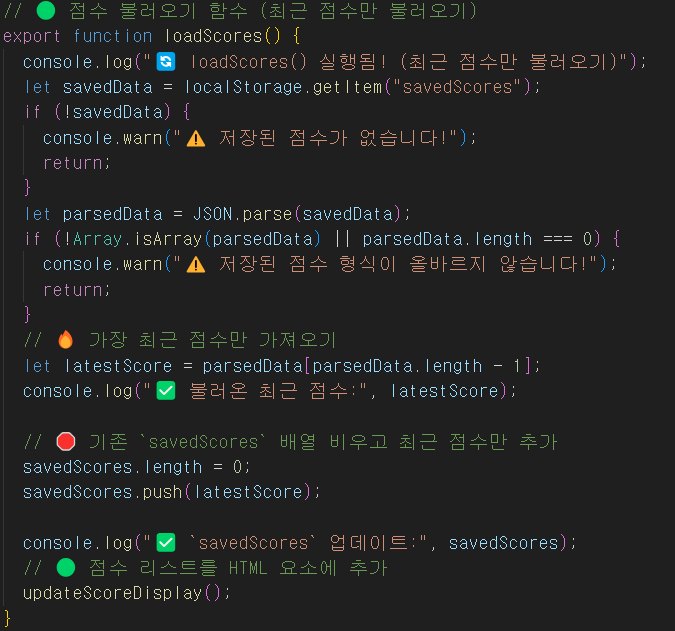 // 🟢 점수 불러오기 함수 (최근 점수만 불러오기)
export function loadScores() {
  console.log("🔄 loadScores() 실행됨! (최근 점수만 불러오기)");
  let savedData = localStorage.getItem("savedScores");
  if (!savedData) {
    console.warn("⚠️ 저장된 점수가 없습니다!");
    return;
  }
  let parsedData = JSON.parse(savedData);
  if (!Array.isArray(parsedData) || parsedData.length === 0) {
    console.warn("⚠️ 저장된 점수 형식이 올바르지 않습니다!");
    return;
  }
  // 🔥 가장 최근 점수만 가져오기
  let latestScore = parsedData[parsedData.length - 1];
  console.log("✅ 불러온 최근 점수:", latestScore);

  // 🛑 기존 `savedScores` 배열 비우고 최근 점수만 추가
  savedScores.length = 0;
  savedScores.push(latestScore);

  console.log("✅ `savedScores` 업데이트:", savedScores);
  // 🟢 점수 리스트를 HTML 요소에 추가
  updateScoreDisplay();
}